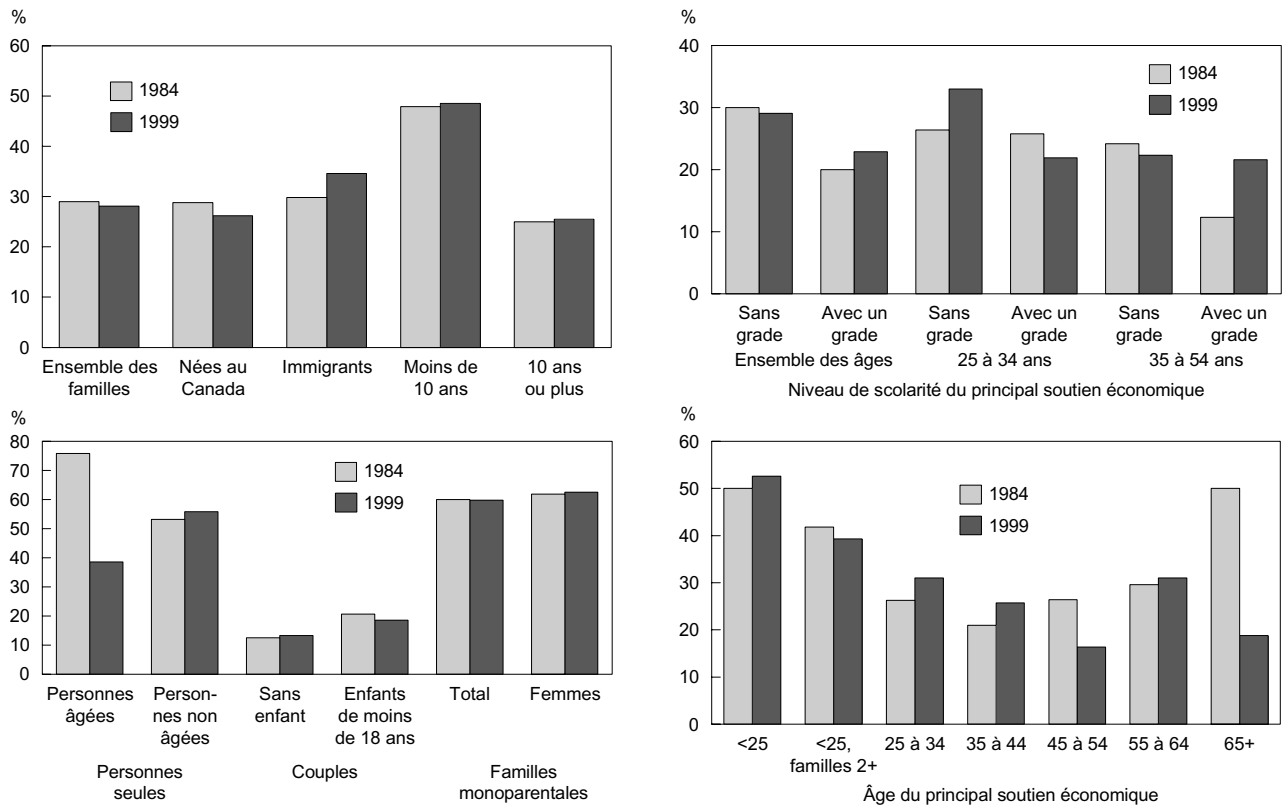 %
60
50
40
30
20
10
0
1984
1999
Ensemble des familles
Nées au Canada
Immigrants
Moins de 10 ans
10 ans ou plus
%
40
30
20
10
0
1984
1999
Sans grade
Avec un grade
Sans grade
Avec un grade
Sans grade
Avec un grade
Ensemble des âges
25 à 34 ans
35 à 54 ans
Niveau de scolarité du principal soutien économique
%
80
70
60
50
40
30
20
10
0
1984
1999
Personnes âgées
Person-
nes non
âgées
Sans enfant
Enfants de moins de 18 ans
Total
Femmes
Personnes seules
Couples
Familles monoparentales
%
60
50
40
30
20
10
0
1984
1999
<25
<25, familles 2+
25 à 34
35 à 44
45 à 54
55 à 64
65+
Âge du principal soutien économique